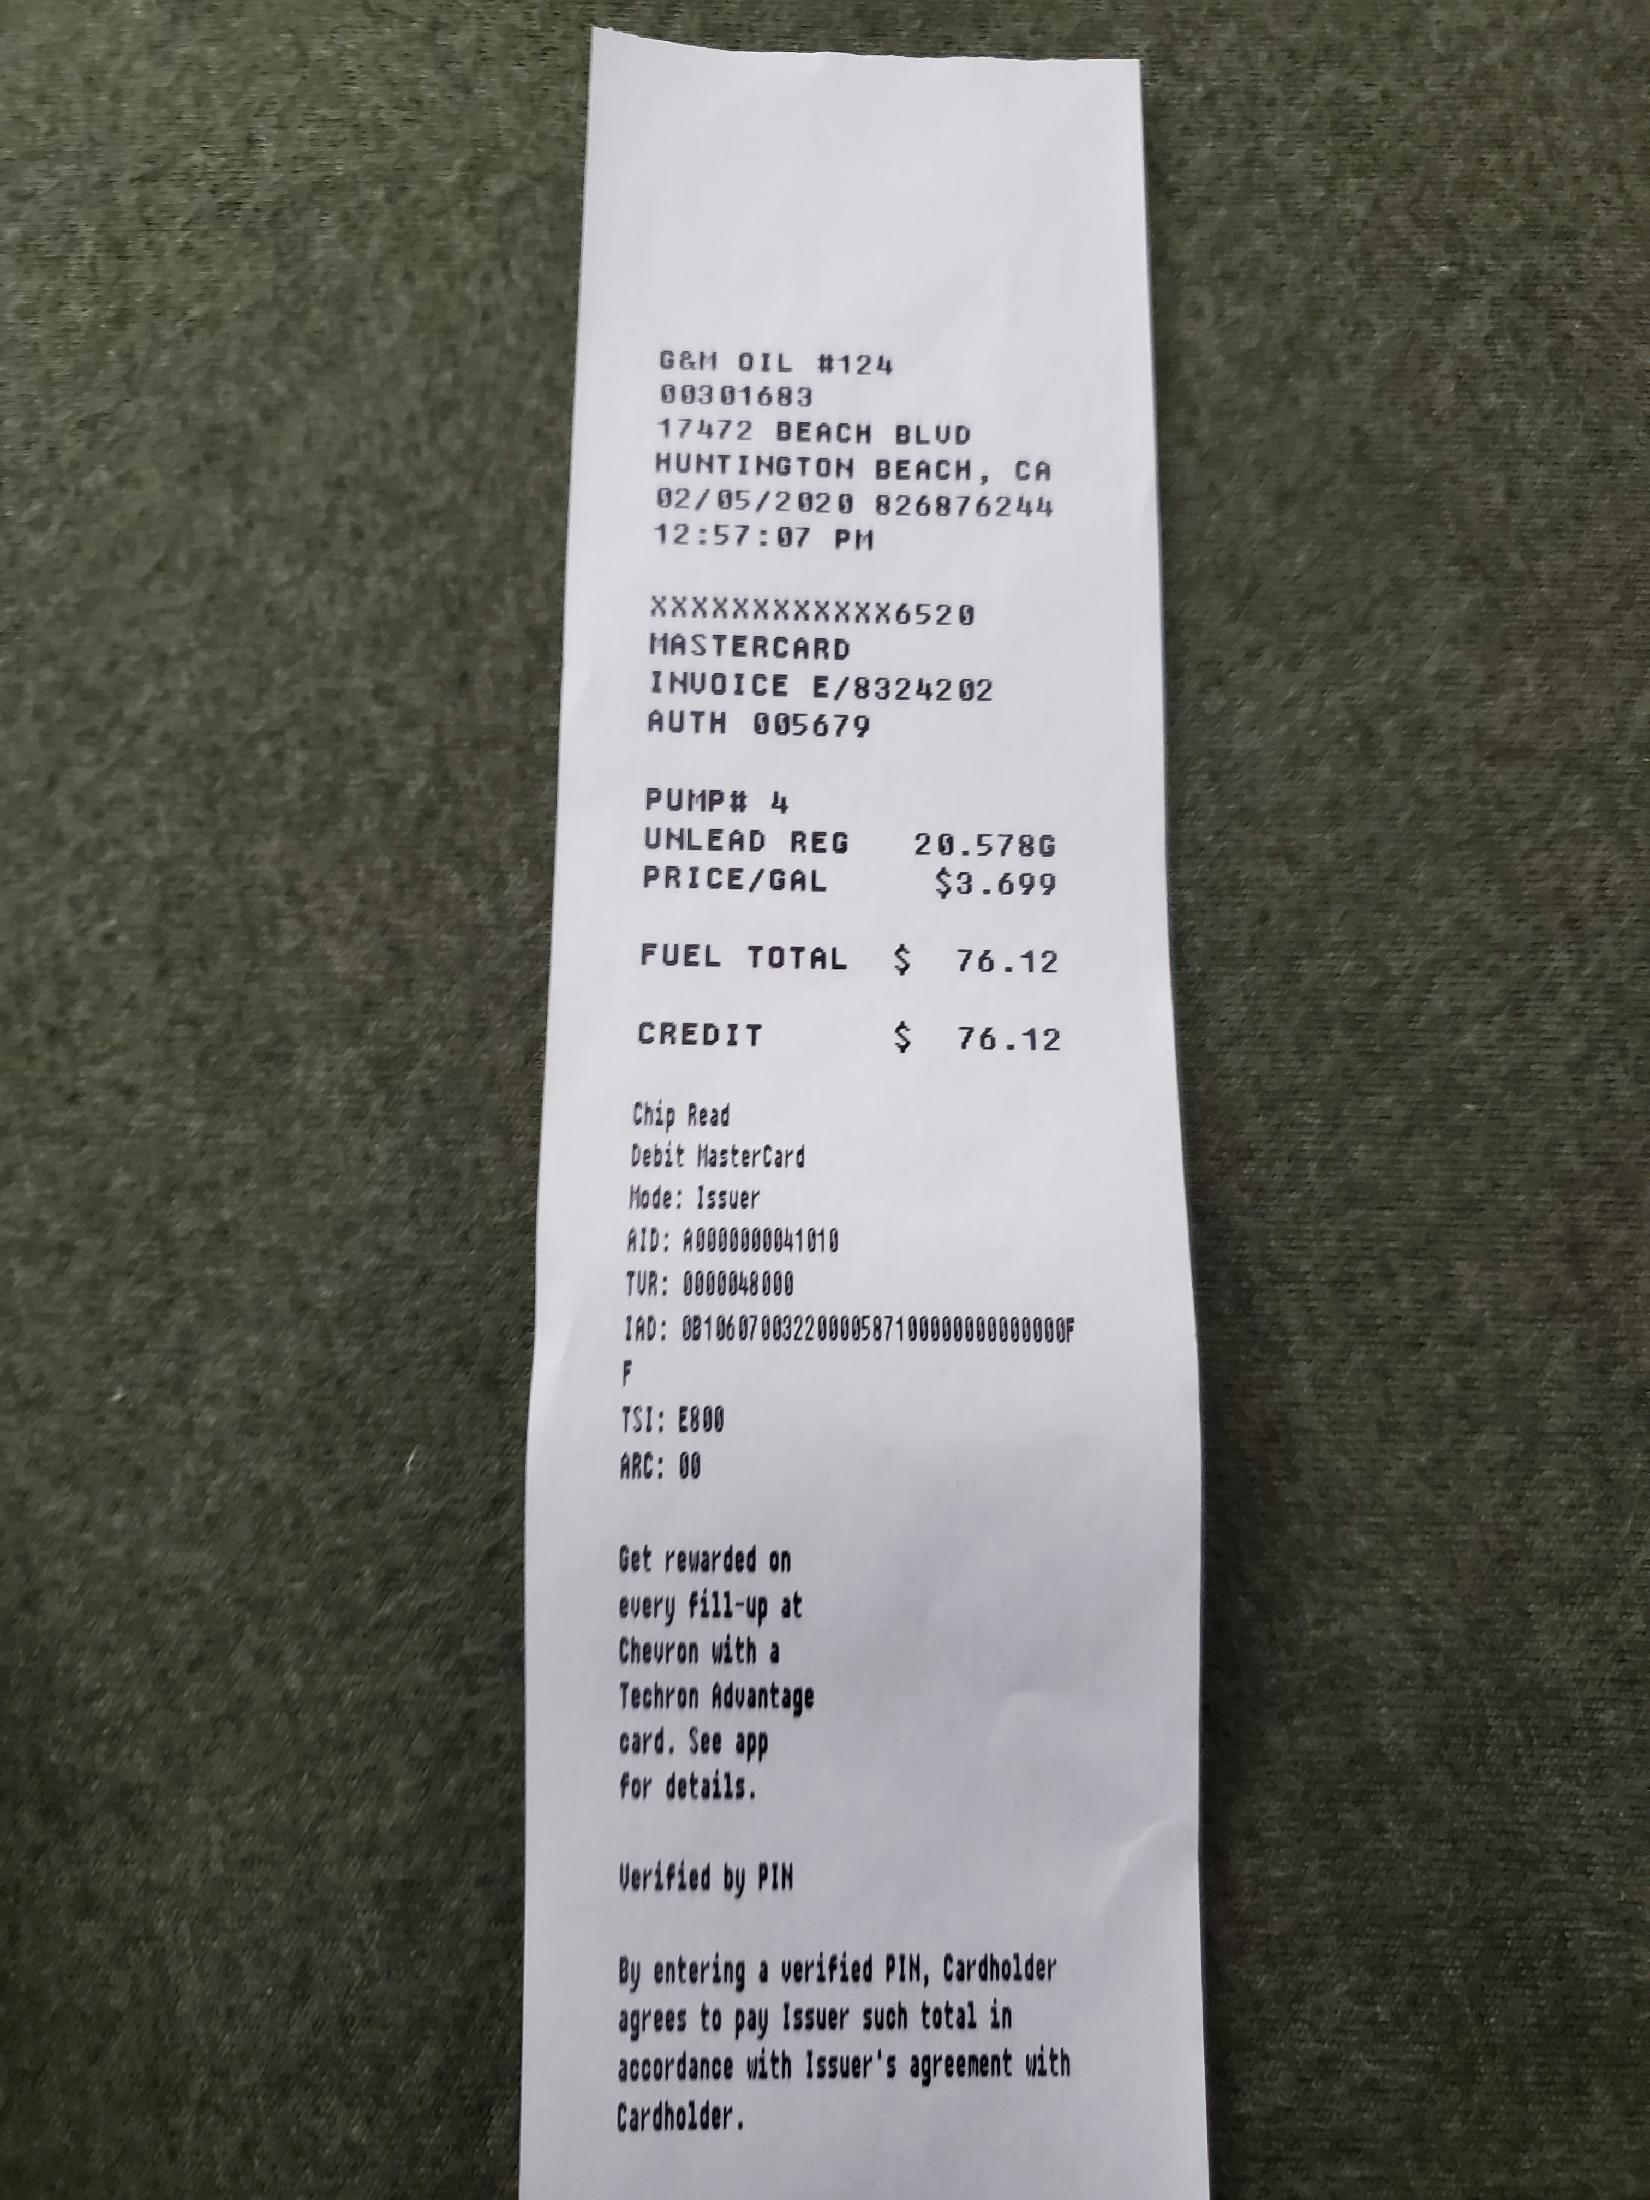 G&M OIL #124
00301683
17472 BEACH BLVD
HUNTINGTON BEACH, CA
02/05/2020 826876244
12:57:07 PM
XXXXXXXXXXXX6520
MASTERCARD
INVOICE E/8324202
AUTH 005679
PUMP# 4
UNLEAD REG 20.578G
PRICE/GAL $3.699
FUEL TOTAL $ 76.12
CREDIT $ 76.12
Chip Read
Debit MasterCard
Mode: Issuer
AID: A0000000041010
TVR: 0000048000
IAD: 0B1060700322000058710000000000000F
F
TSI: E800
ARC: 00
Get rewarded on
every fill-up at
Chevron with a
Techron Advantage
card. See app
for details.
Verified by PIN
By entering a verified PIN, Cardholder
agrees to pay Issuer such total in
accordance with Issuer's agreement with
Cardholder.